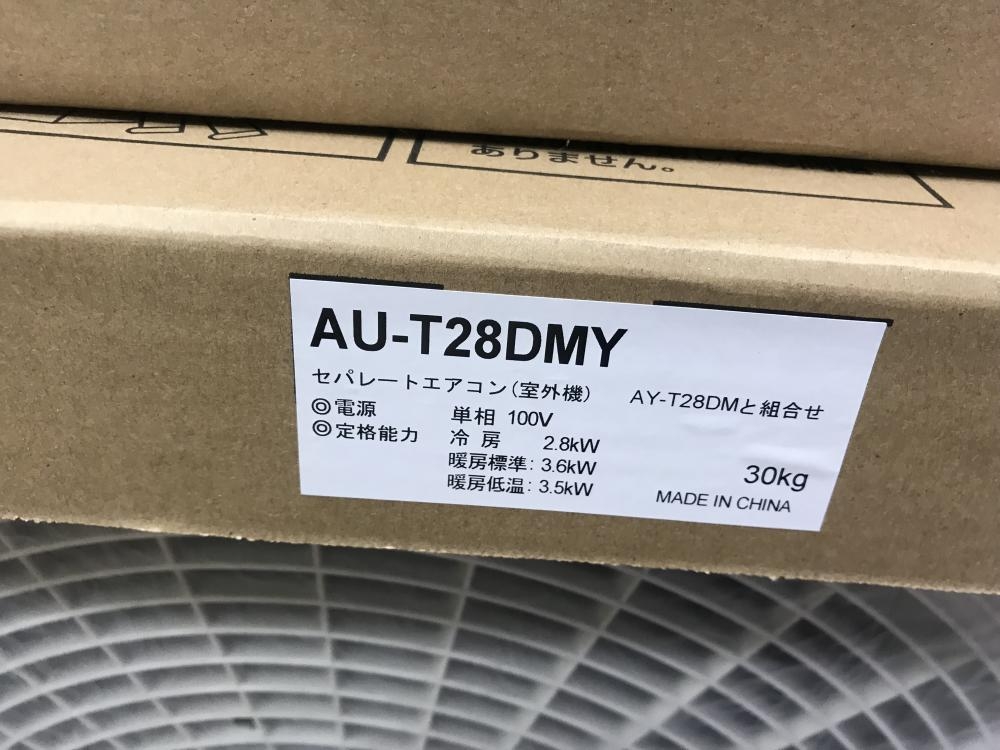 ありません。
AU-T28DMY
セパレートエアコン(室外機)
AY-T28DMと組合せ
◎電源 単相 100V
◎定格能力 冷房 2.8kW
暖房標準: 3.6kW
暖房低温: 3.5kW
30kg
MADE IN CHINA